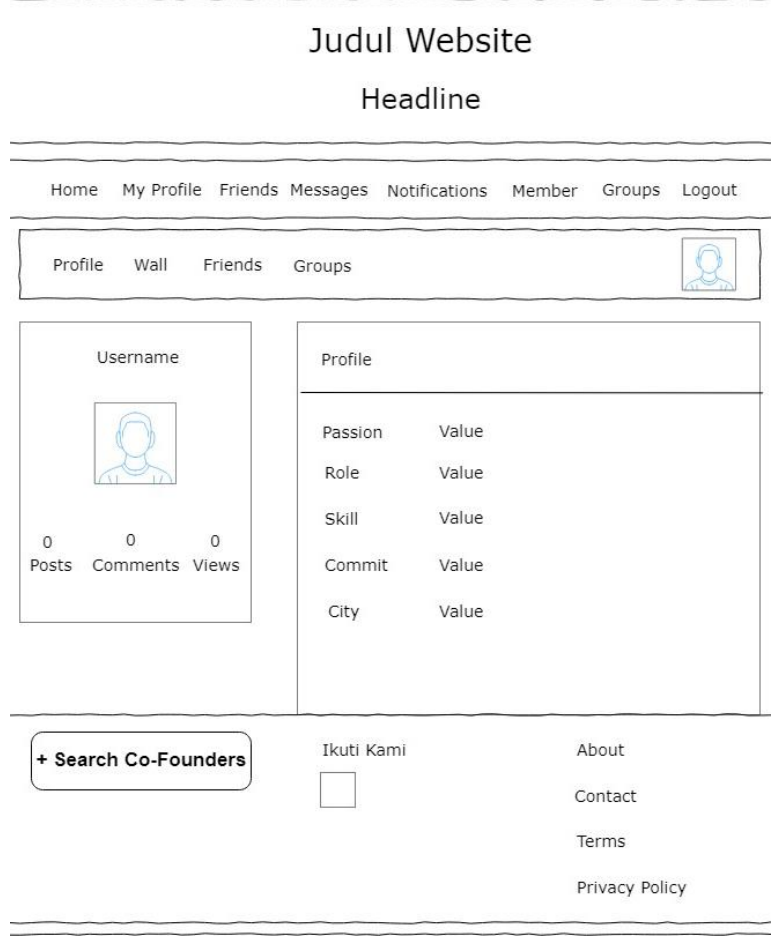 Judul Website
Headline
Home My Profile Friends Messages Notifications Member Groups Logout
Profile Wall Friends Groups
Username
0 0 0
Posts Comments Views
Profile
Passion Value
Role Value
Skill Value
Commit Value
City Value
+ Search Co-Founders
Ikuti Kami
About
Contact
Terms
Privacy Policy